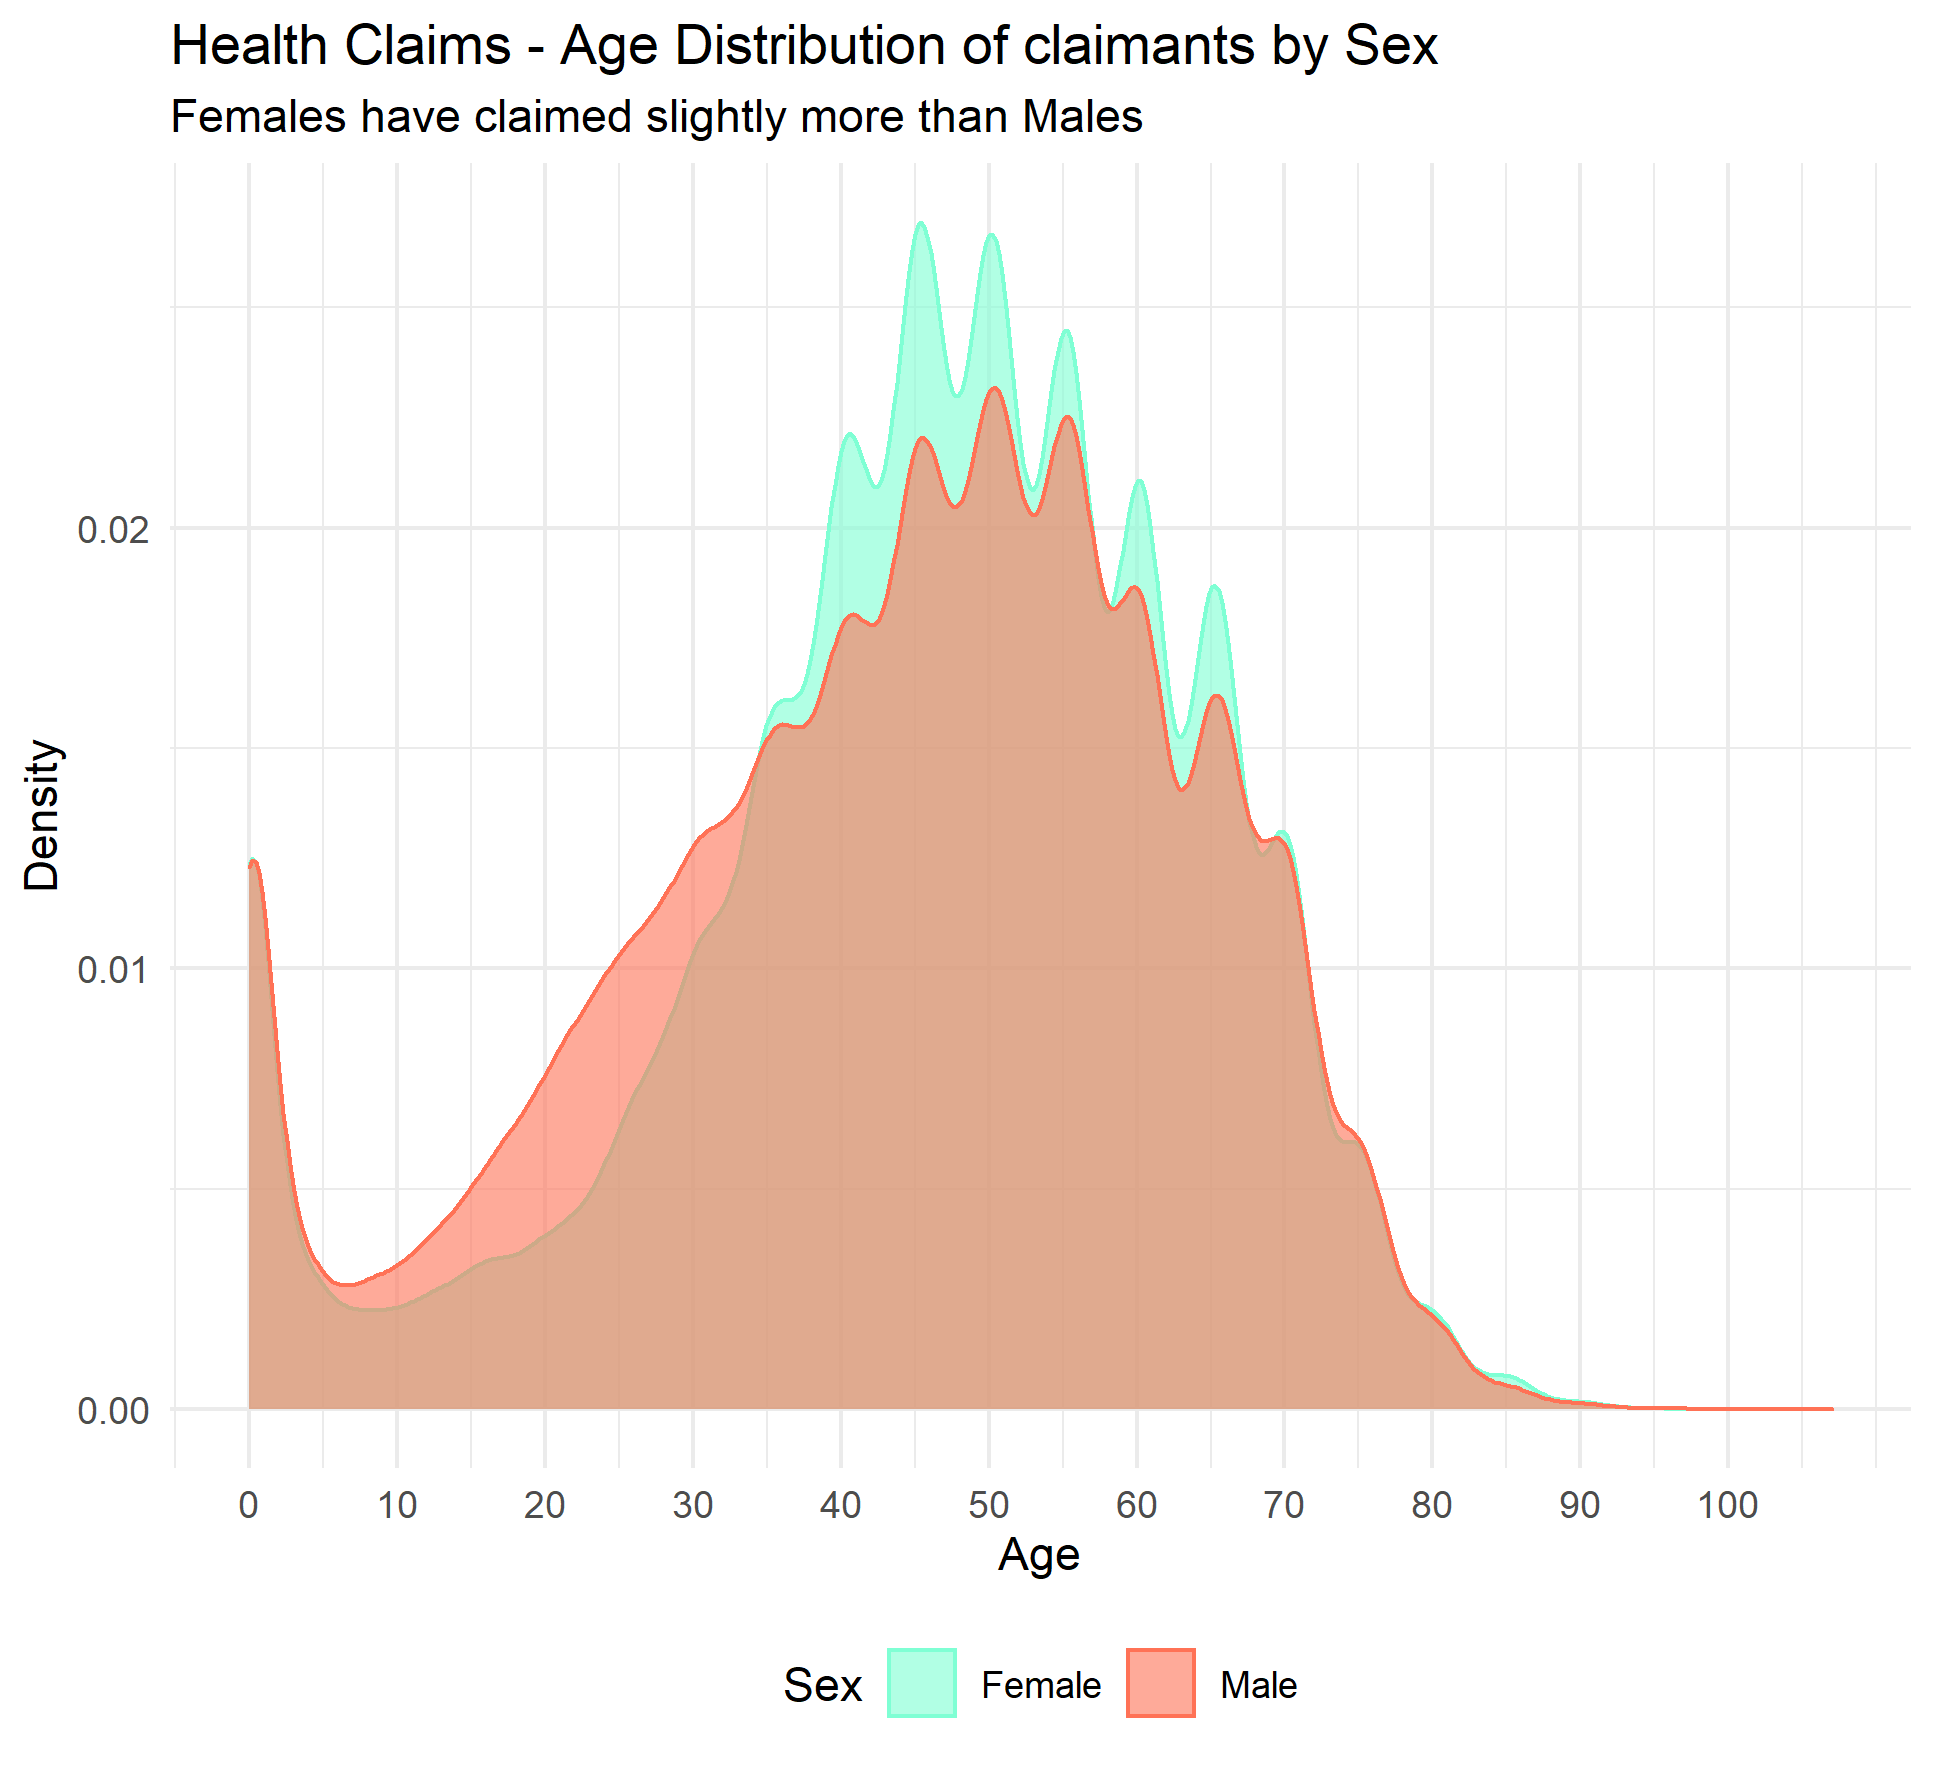 Health Claims - Age Distribution of claimants by Sex
Females have claimed slightly more than Males
Density
0.02
0.01
0.00
0 10 20 30 40 50 60 70 80 90 100
Age
Sex Female Male